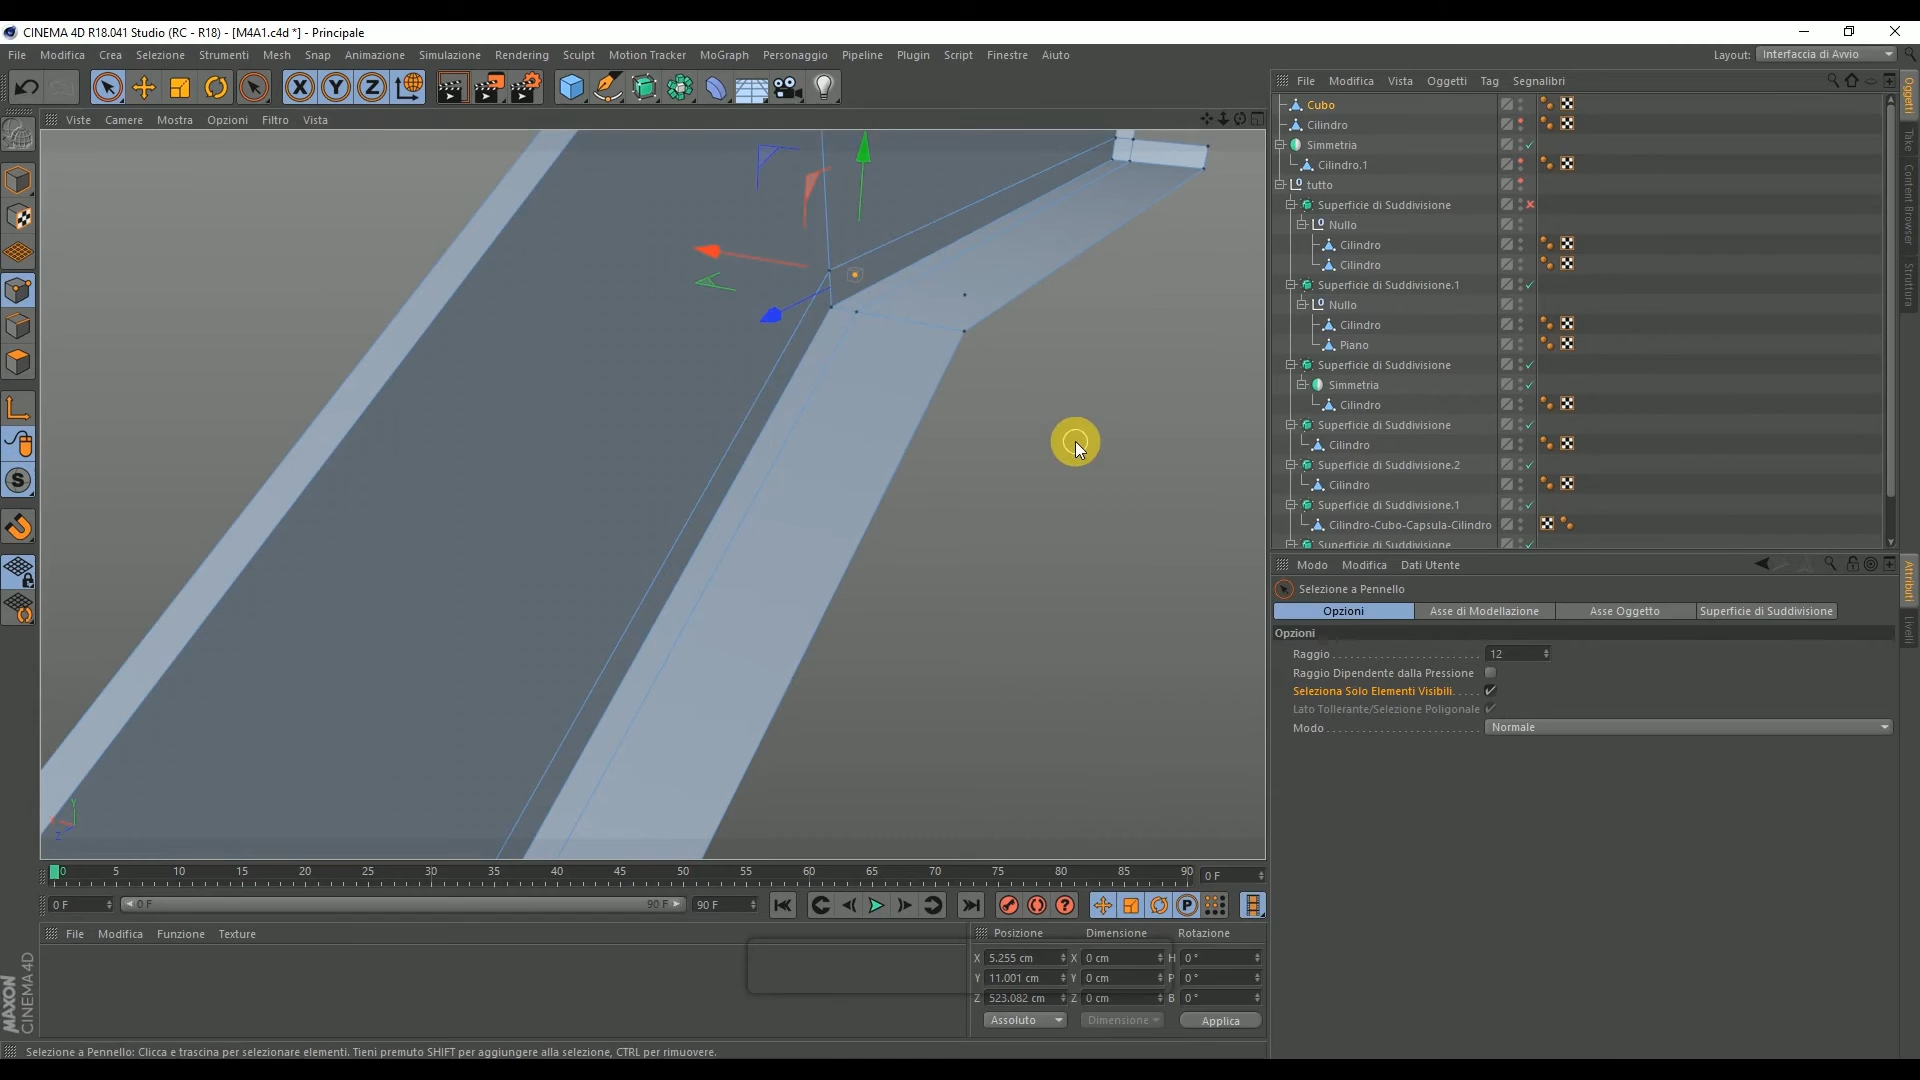 CINEMA 4D R18.041 Studio (RC - R18) - [M4A1.c4d *] - Principale
File Modifica Crea Selezione Strumenti Mesh Snap Animazione Simulazione Rendering Sculpt Motion Tracker MoGraph Personaggio Pipeline Plugin Script Finestre Aiuto Layout: Interfaccia di Avvio
File Modifica Vista Oggetti Tag Segnalibri
Viste Camere Mostra Opzioni Filtro Vista
Cubo
Cilindro
Simmetria
Cilindro.1
tutto
Superficie di Suddivisione
Nullo
Cilindro
Cilindro
Superficie di Suddivisione.1
Nullo
Cilindro
Piano
Superficie di Suddivisione
Simmetria
Cilindro
Superficie di Suddivisione
Cilindro
Superficie di Suddivisione.2
Cilindro
Superficie di Suddivisione.1
Cilindro-Cubo-Capsula-Cilindro
Superficie di Suddivisione
Oggetti
Take
Content Browser
Struttura
Modo Modifica Dati Utente
Selezione a Pennello
Opzioni Asse di Modellazione Asse Oggetto Superficie di Suddivisione
Opzioni
Raggio 12
Raggio Dipendente dalla Pressione
Seleziona Solo Elementi Visibili
Lato Tollerante/Selezione Poligonale
Modo Normale
Attributi
Livelli
X Y Z
Y
X
Z
0 5 10 15 20 25 30 35 40 45 50 55 60 65 70 75 80 85 90 0 F
0 F 0 F 90 F 90 F
File Modifica Funzione Texture
Posizione Dimensione Rotazione
X 5.255 cm X 0 cm H 0°
Y 11.001 cm Y 0 cm P 0°
Z 523.082 cm Z 0 cm B 0°
Assoluto Dimensione Applica
MAXON
CINEMA 4D
Selezione a Pennello: Clicca e trascina per selezionare elementi. Tieni premuto SHIFT per aggiungere alla selezione, CTRL per rimuovere.